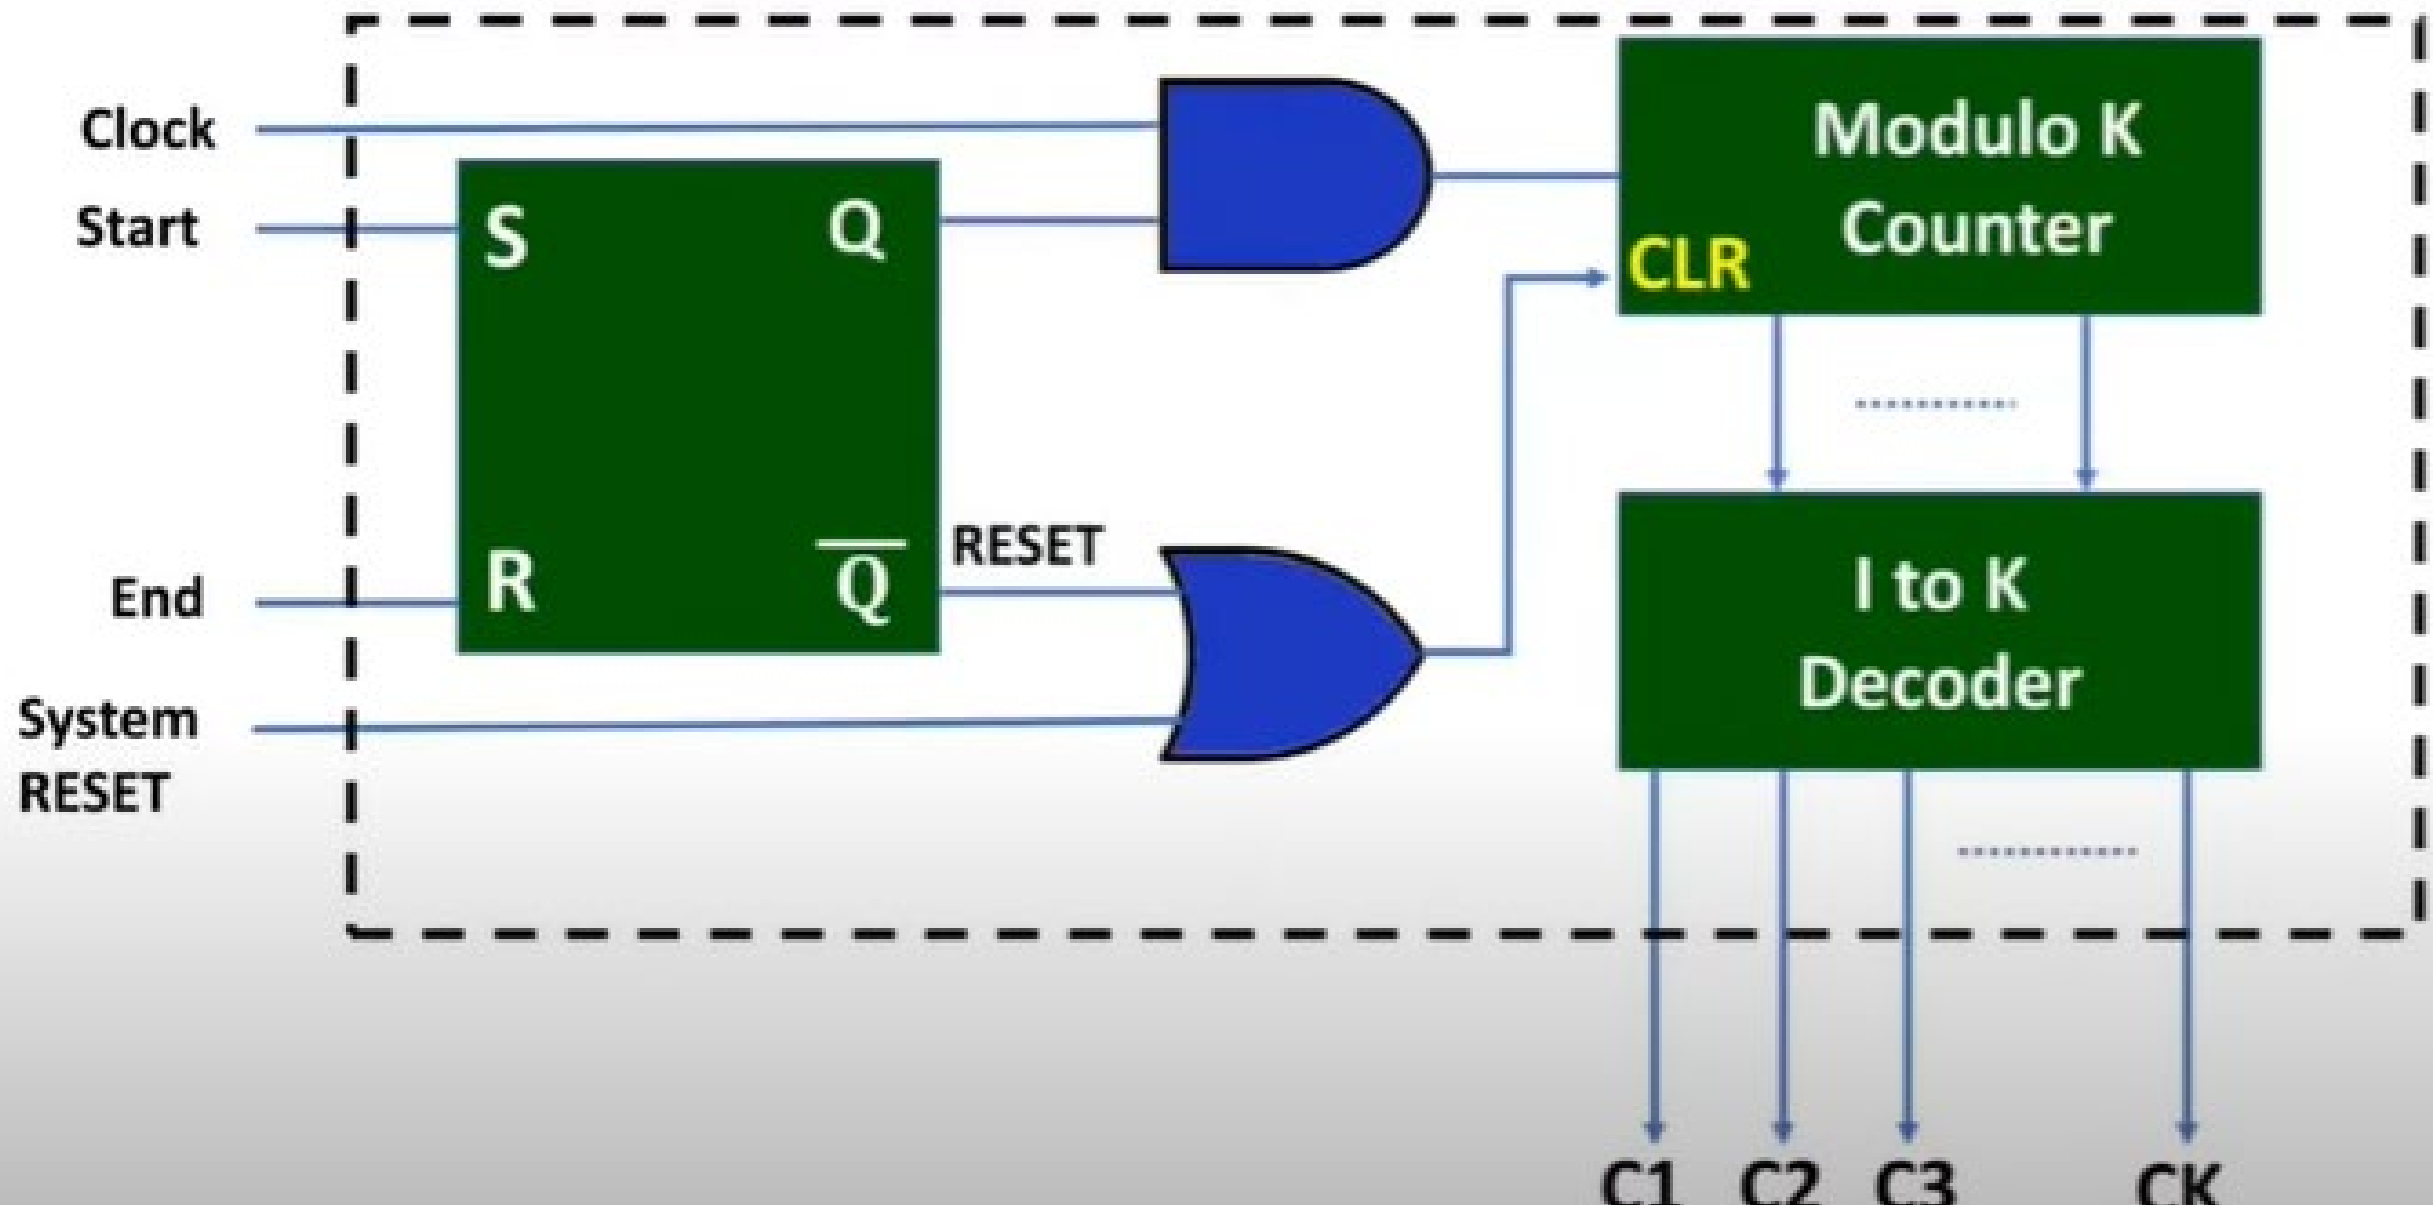 Clock
Start
S
Q
End
R
Q
RESET
System
RESET
Modulo K
Counter
CLR
I to K
Decoder
C1 C2 C3 CK